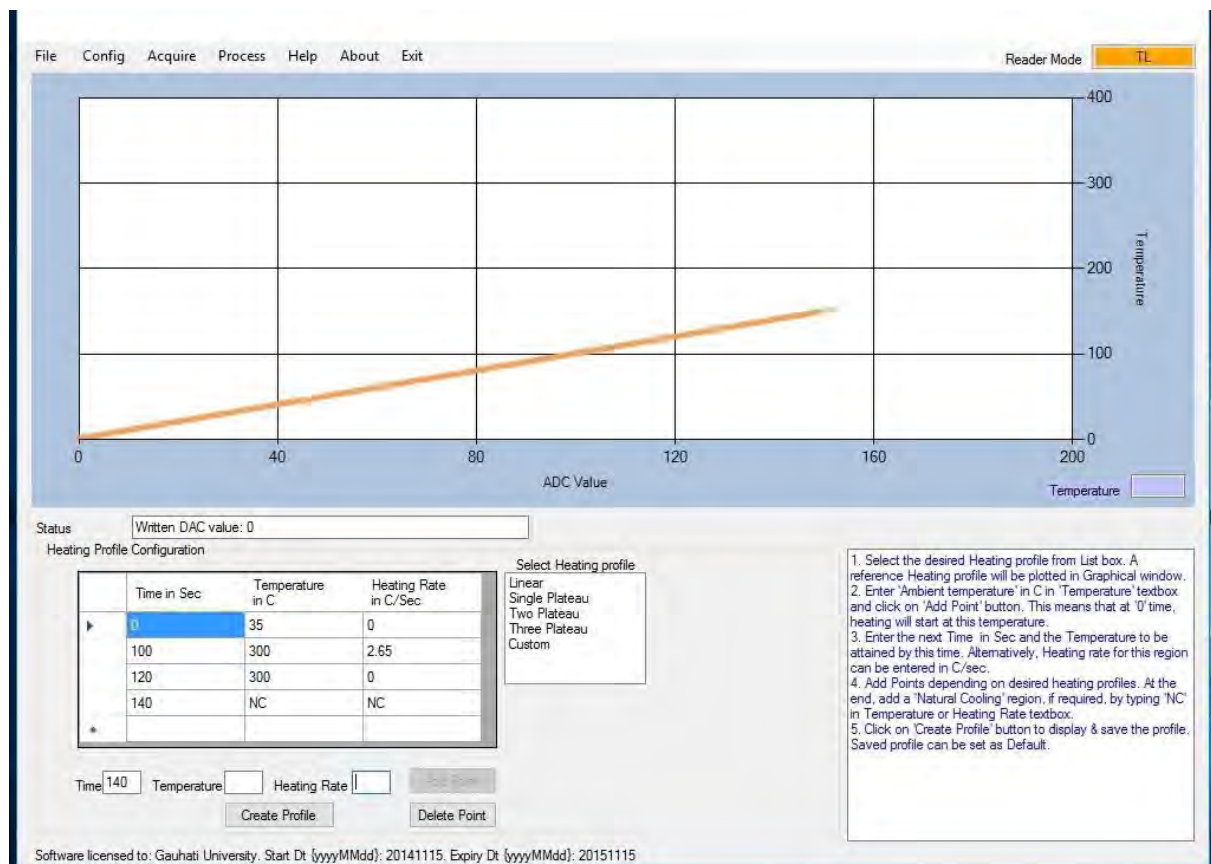 File Config Acquire Process Help About Exit
Reader Mode TL
400
300
200
100
0
Temperature
0 40 80 120 160 200
ADC Value
Temperature
Status Written DAC value: 0
Heating Profile Configuration
Time in Sec Temperature in C Heating Rate in C/Sec
0 35 0
100 300 2.65
120 300 0
140 NC NC
Select Heating profile
Linear
Single Plateau
Two Plateau
Three Plateau
Custom
1. Select the desired Heating profile from List box. A
reference Heating profile will be plotted in Graphical window.
2. Enter 'Ambient temperature' in C in 'Temperature' textbox
and click on 'Add Point' button. This means that at '0' time,
heating will start at this temperature.
3. Enter the next Time in Sec and the Temperature to be
attained by this time. Alternatively, Heating rate for this region
can be entered in C/sec.
4. Add Points depending on desired heating profiles. At the
end, add a 'Natural Cooling' region, if required, by typing 'NC'
in Temperature or Heating Rate textbox.
5. Click on 'Create Profile' button to display & save the profile.
Saved profile can be set as Default.
Time 140 Temperature Heating Rate
Create Profile Delete Point
Software licensed to: Gauhati University. Start Dt {yyyyMMdd}: 20141115. Expiry Dt {yyyyMMdd}: 20151115